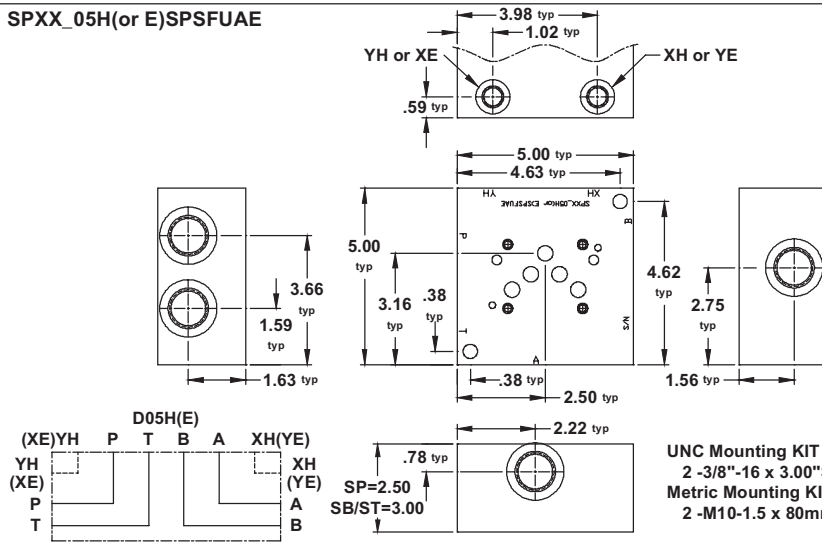 SPXX_05H(or E)SPSFUAE
3.98 typ
1.02 typ
YH or XE
XH or YE
.59 typ
5.00 typ
4.63 typ
YH
XH
SPXX_05H(or E)SPSFUAE
P
B
T
A
S/N
5.00 typ
3.16 typ
.38 typ
4.62 typ
3.66 typ
1.59 typ
1.63 typ
2.75 typ
1.56 typ
.38 typ
2.50 typ
2.22 typ
.78 typ
SP=2.50
SB/ST=3.00
D05H(E)
(XE)YH P T B A XH(YE)
YH (XE)
XH (YE)
P
A
T
B
UNC Mounting KIT
2 -3/8"-16 x 3.00"
Metric Mounting KI
2 -M10-1.5 x 80mm